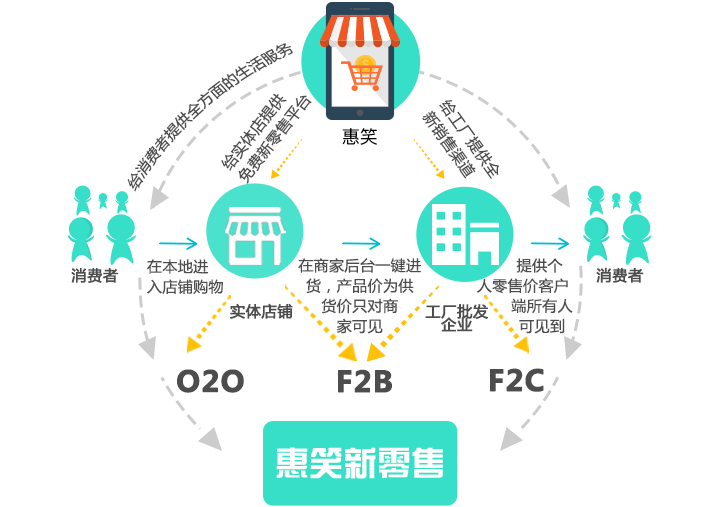 给消费者提供全方面的生活服务
给实体店提供
免费新零售平台
惠笑
给工厂提供全
新销售渠道
消费者
在本地进
入店铺购物
实体店铺
在商家后台一键进
货，产品价为供
货价只对商
家可见
工厂批发
企业
提供个
人零售价客户
端所有人
可见到
消费者
O2O
F2B
F2C
惠笑新零售